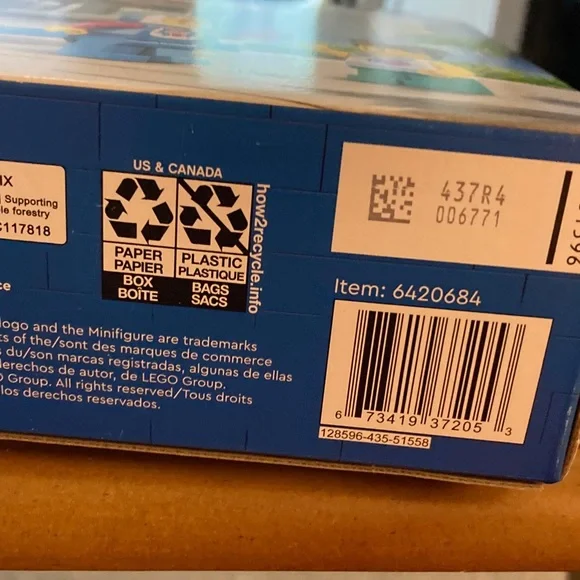 IX
Supporting
forestry
C117818
US & CANADA
PAPER
PAPIER
BOX
BOÎTE
PLASTIC
PLASTIQUE
BAGS
SACS
how2recycle.info
437R4
006771
Item: 6420684
6 73419 37205 3
128596-435-51558
ce
logo and the Minifigure are trademarks
ts of the/sont des marques de commerce
du/son marcas registradas, algunas de ellas
derechos de autor, de LEGO Group.
Group. All rights reserved/Tous droits
los derechos reservados.